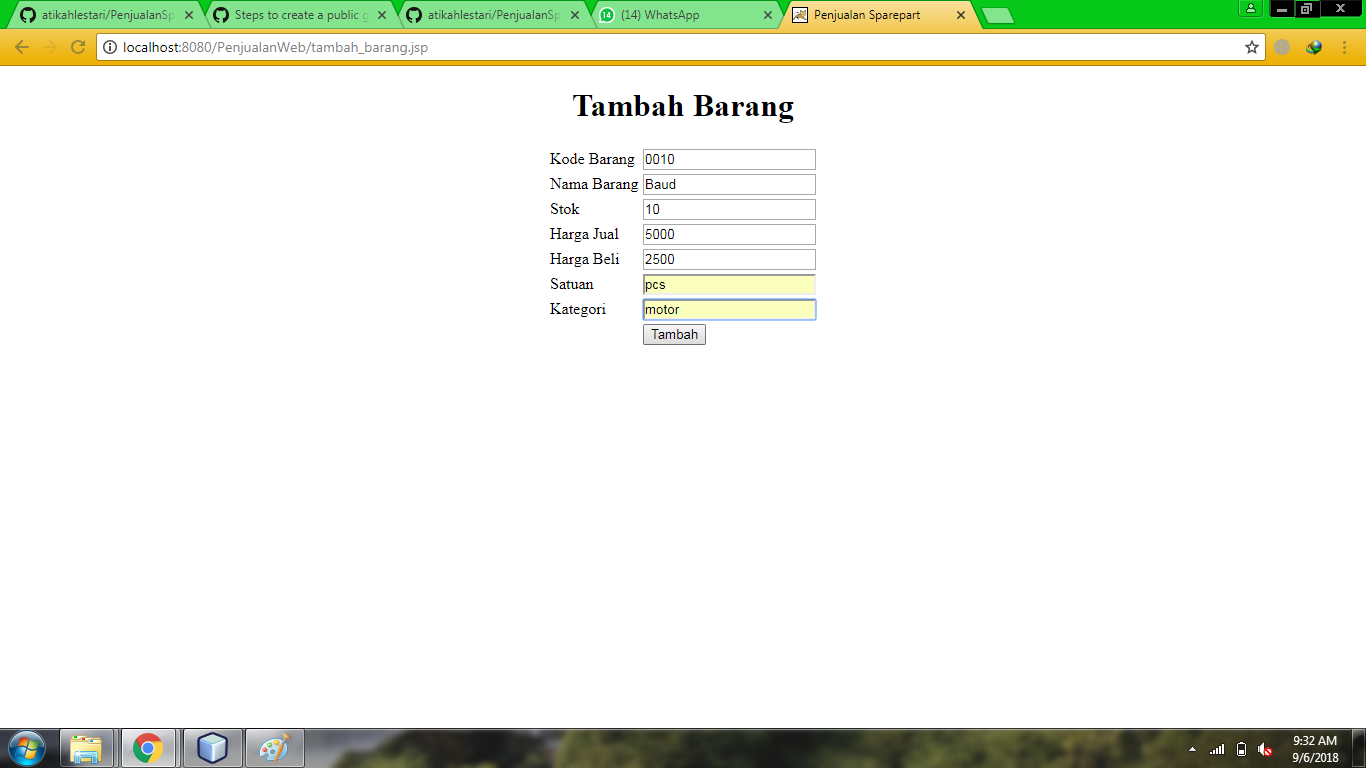 atikahlestari/PenjualanSp
Steps to create a public g
atikahlestari/PenjualanSp
14 (14) WhatsApp
Penjualan Sparepart
localhost:8080/PenjualanWeb/tambah_barang.jsp
Tambah Barang
Kode Barang 0010
Nama Barang Baud
Stok 10
Harga Jual 5000
Harga Beli 2500
Satuan pcs
Kategori motor
Tambah
9:32 AM
9/6/2018